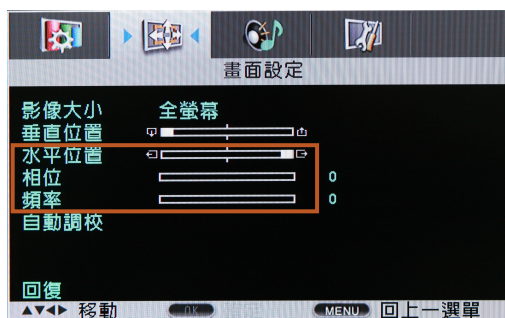 畫面設定
影像大小 全螢幕
垂直位置
水平位置
相位 0
頻率 0
自動調校
回復
移動 OK MENU 回上一選單